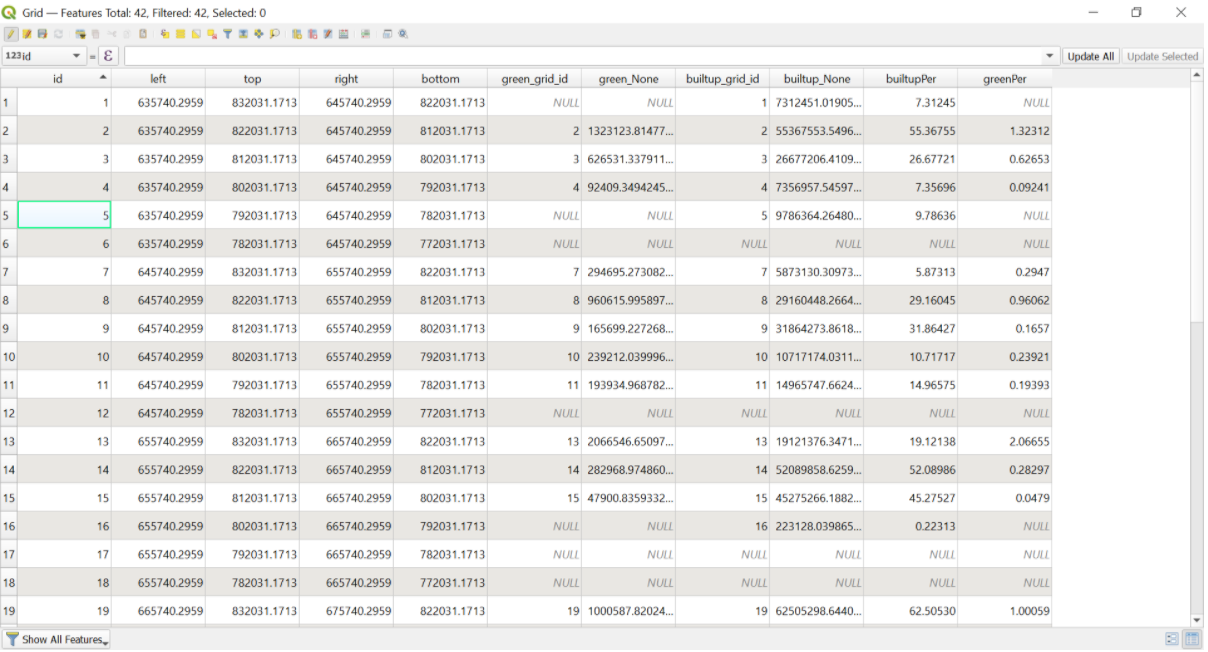 Grid — Features Total: 42, Filtered: 42, Selected: 0
123 id = ε Update All Update Selected
id left top right bottom green_grid_id green_None builtup_grid_id builtup_None builtupPer greenPer
1 1 635740.2959 832031.1713 645740.2959 822031.1713 NULL NULL 1 7312451.01905... 7.31245 NULL
2 2 635740.2959 822031.1713 645740.2959 812031.1713 2 1323123.81477... 2 55367553.5496... 55.36755 1.32312
3 3 635740.2959 812031.1713 645740.2959 802031.1713 3 626531.337911... 3 26677206.4109... 26.67721 0.62653
4 4 635740.2959 802031.1713 645740.2959 792031.1713 4 92409.3494245... 4 7356957.54597... 7.35696 0.09241
5 5 635740.2959 792031.1713 645740.2959 782031.1713 NULL NULL 5 9786364.26480... 9.78636 NULL
6 6 635740.2959 782031.1713 645740.2959 772031.1713 NULL NULL NULL NULL NULL NULL
7 7 645740.2959 832031.1713 655740.2959 822031.1713 7 294695.273082... 7 5873130.30973... 5.87313 0.2947
8 8 645740.2959 822031.1713 655740.2959 812031.1713 8 960615.995897... 8 29160448.2664... 29.16045 0.96062
9 9 645740.2959 812031.1713 655740.2959 802031.1713 9 165699.227268... 9 31864273.8618... 31.86427 0.1657
10 10 645740.2959 802031.1713 655740.2959 792031.1713 10 239212.039996... 10 10717174.0311... 10.71717 0.23921
11 11 645740.2959 792031.1713 655740.2959 782031.1713 11 193934.968782... 11 14965747.6624... 14.96575 0.19393
12 12 645740.2959 782031.1713 655740.2959 772031.1713 NULL NULL NULL NULL NULL NULL
13 13 655740.2959 832031.1713 665740.2959 822031.1713 13 2066546.65097... 13 19121376.3471... 19.12138 2.06655
14 14 655740.2959 822031.1713 665740.2959 812031.1713 14 282968.974860... 14 52089858.6259... 52.08986 0.28297
15 15 655740.2959 812031.1713 665740.2959 802031.1713 15 47900.8359332... 15 45275266.1882... 45.27527 0.0479
16 16 655740.2959 802031.1713 665740.2959 792031.1713 NULL NULL 16 223128.039865... 0.22313 NULL
17 17 655740.2959 792031.1713 665740.2959 782031.1713 NULL NULL NULL NULL NULL NULL
18 18 655740.2959 782031.1713 665740.2959 772031.1713 NULL NULL NULL NULL NULL NULL
19 19 665740.2959 832031.1713 675740.2959 822031.1713 19 1000587.82024... 19 62505298.6440... 62.50530 1.00059
Show All Features